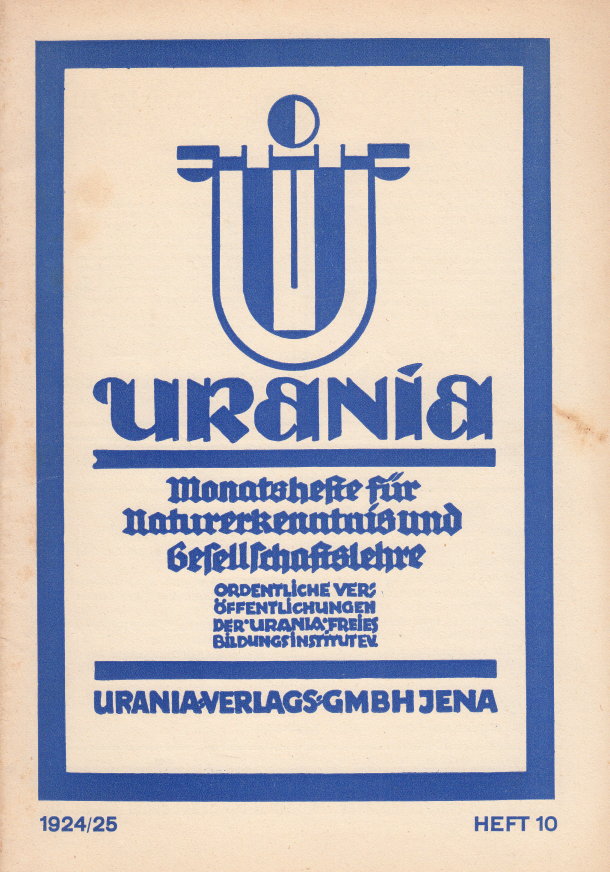 URANIA
Monatshefte für
Naturerkenntnis und
Gesellschaftslehre
ORDENTLICHE VER⸗
ÖFFENTLICHUNGEN
DER·URANIA·FREIES
BILDUNGSINSTITUT E.V.
URANIA⸗VERLAGS⸗GMBH JENA
1924/25 HEFT 10